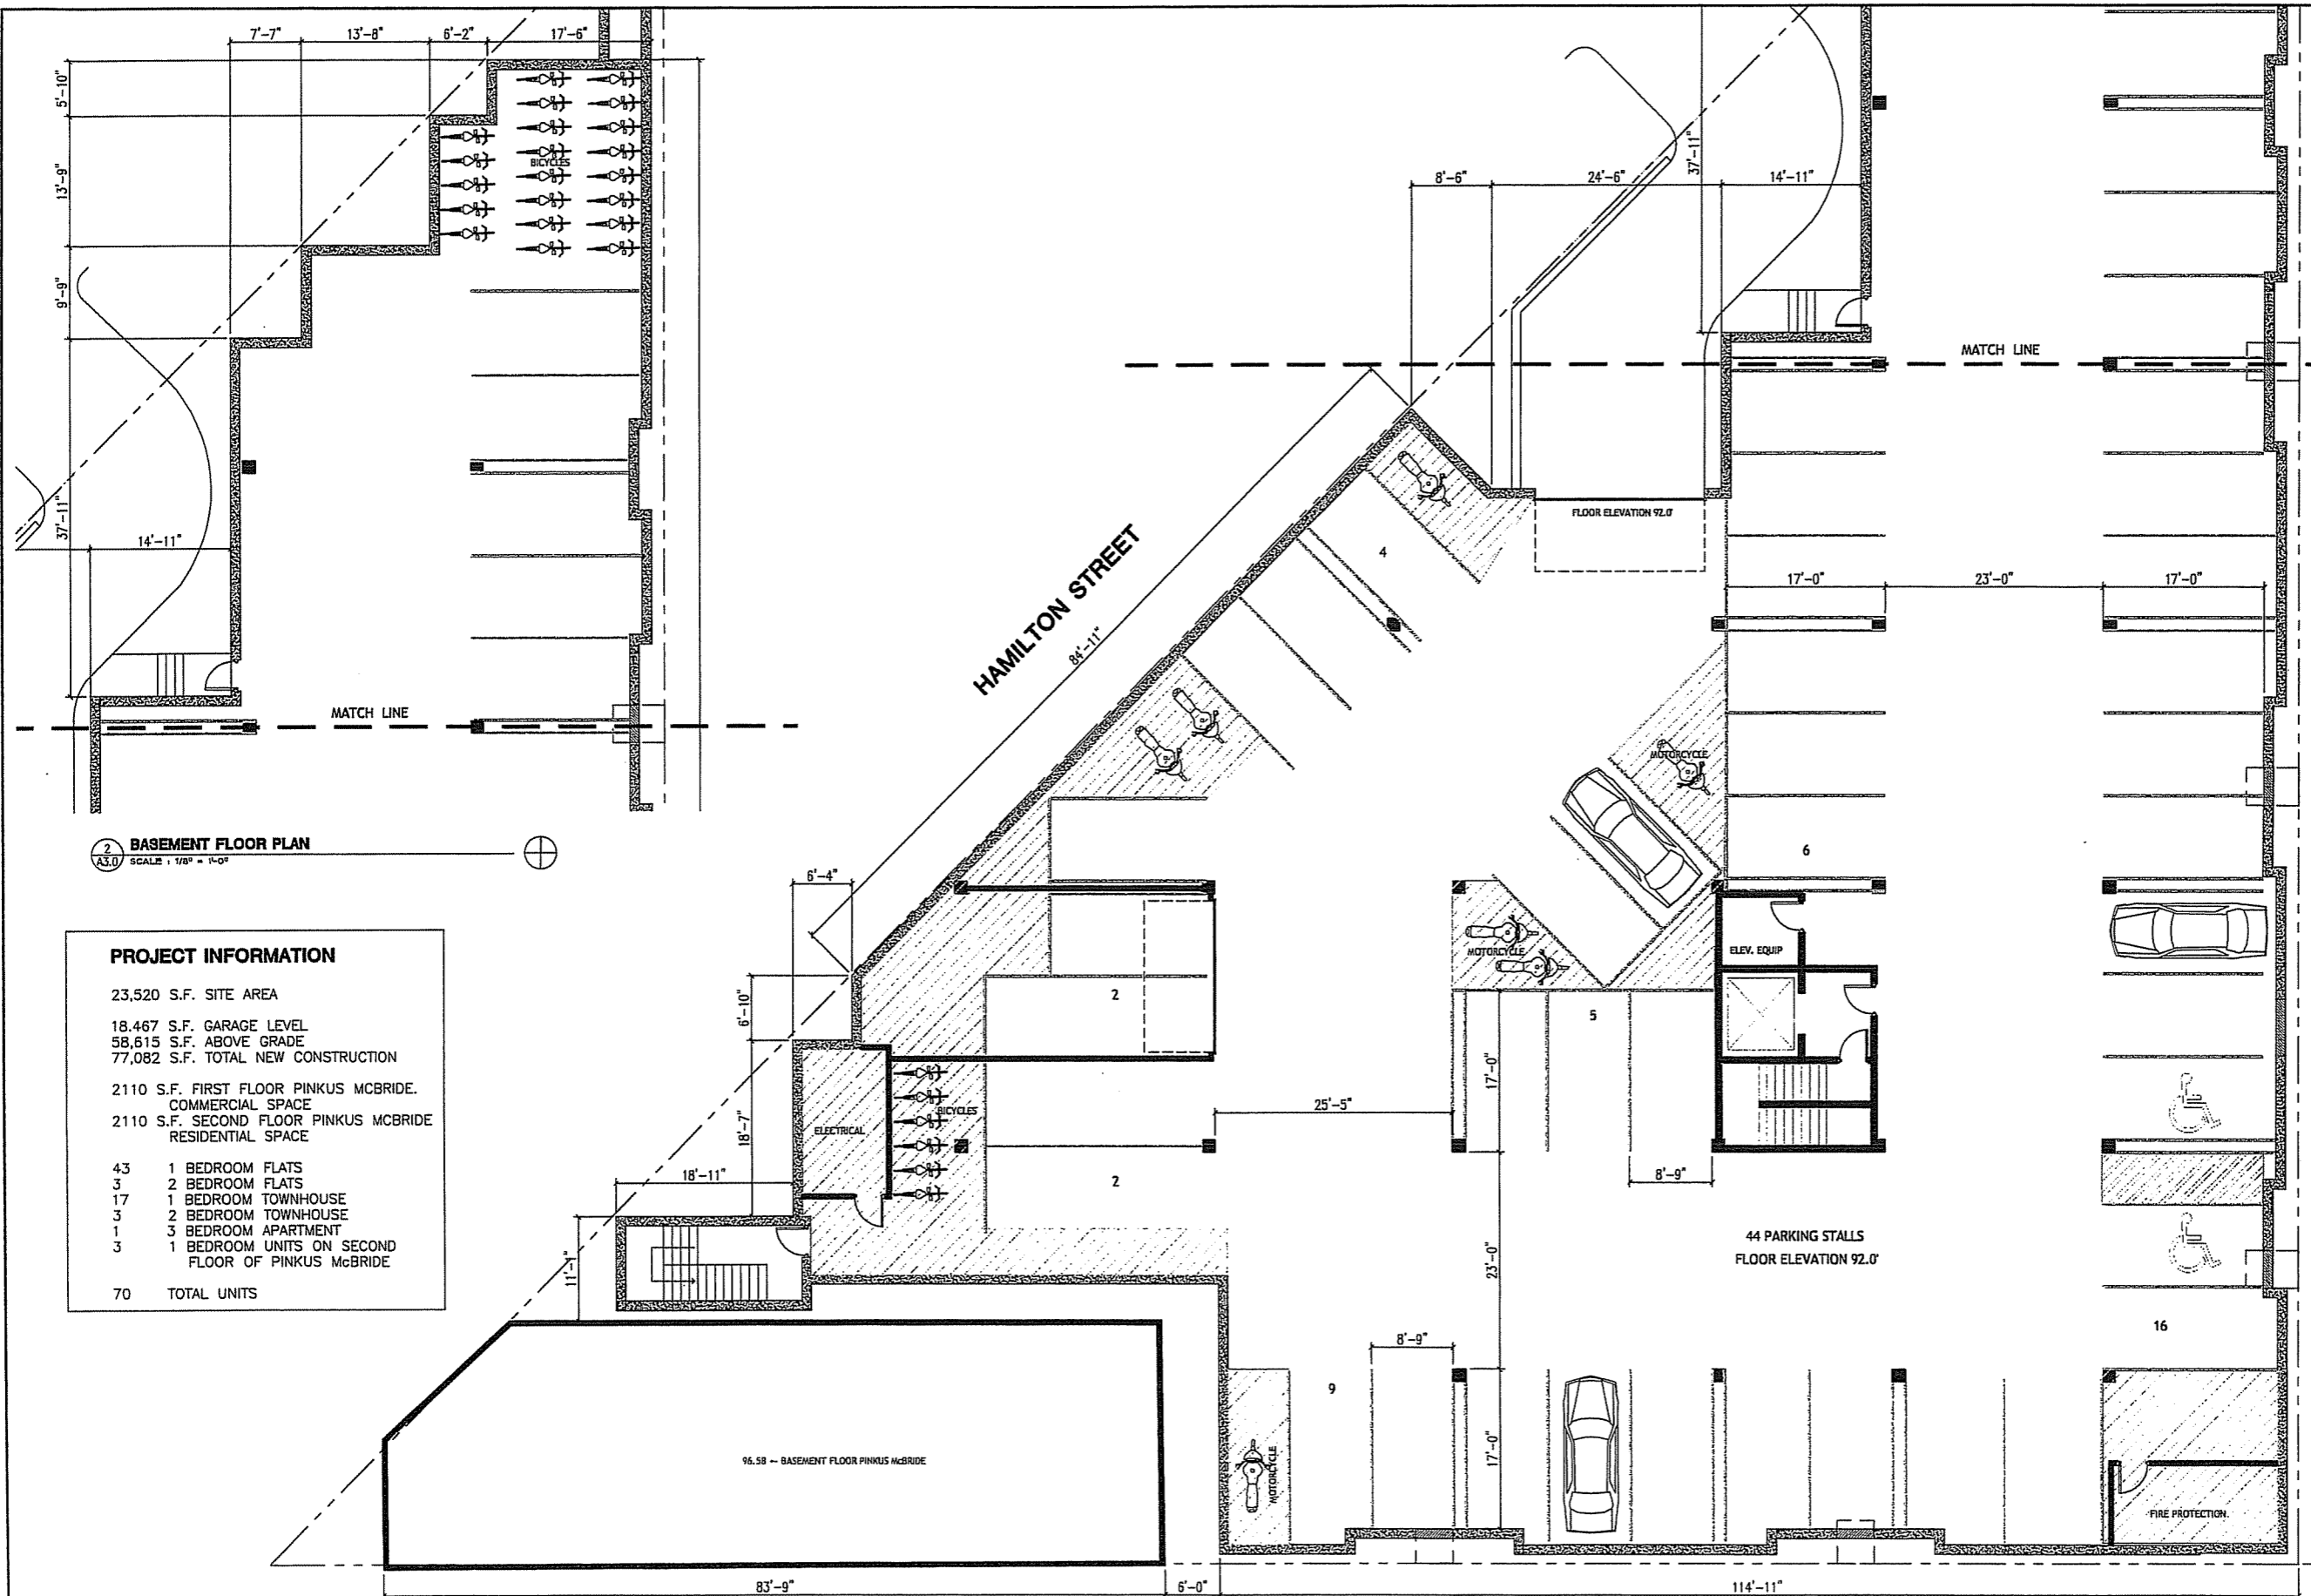 7'-7" 13'-8" 6'-2" 17'-6"
5'-10"
13'-9"
9'-9"
37'-11"
14'-11"
BICYCLES
MATCH LINE
2
A3.0
BASEMENT FLOOR PLAN
SCALE : 1/8" = 1'-0"
PROJECT INFORMATION
23,520 S.F. SITE AREA
18.467 S.F. GARAGE LEVEL
58,615 S.F. ABOVE GRADE
77,082 S.F. TOTAL NEW CONSTRUCTION
2110 S.F. FIRST FLOOR PINKUS MCBRIDE.
COMMERCIAL SPACE
2110 S.F. SECOND FLOOR PINKUS MCBRIDE
RESIDENTIAL SPACE
43 1 BEDROOM FLATS
3 2 BEDROOM FLATS
17 1 BEDROOM TOWNHOUSE
3 2 BEDROOM TOWNHOUSE
1 3 BEDROOM APARTMENT
3 1 BEDROOM UNITS ON SECOND
FLOOR OF PINKUS McBRIDE
70 TOTAL UNITS
37'-11"
8'-6" 24'-6" 14'-11"
MATCH LINE
FLOOR ELEVATION 92.0'
4
HAMILTON STREET
84'-11"
17'-0" 23'-0" 17'-0"
MOTORCYCLE
6
6'-4"
MOTORCYCLE
ELEV. EQUIP
6'-10"
2
5
17'-0"
18'-7"
25'-5"
BICYCLES
ELECTRICAL
18'-11"
2
8'-9"
11'-1"
23'-0"
44 PARKING STALLS
FLOOR ELEVATION 92.0'
16
8'-9"
9
17'-0"
MOTORCYCLE
96.58 -- BASEMENT FLOOR PINKUS McBRIDE
FIRE PROTECTION.
83'-9" 6'-0" 114'-11"